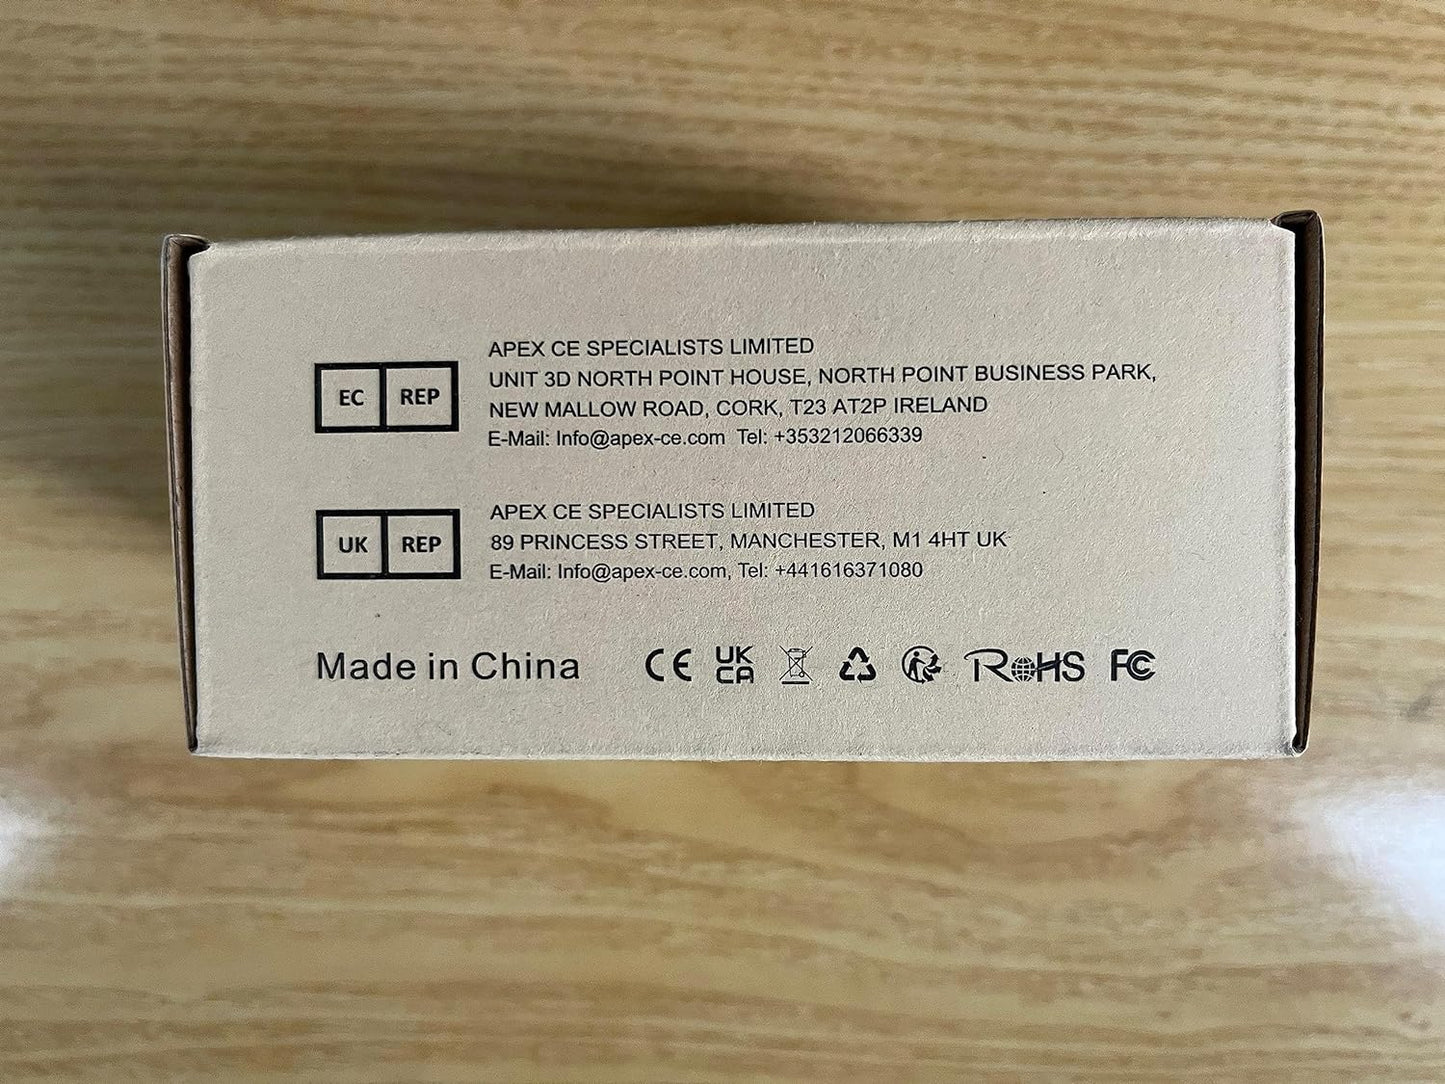 EC REP
APEX CE SPECIALISTS LIMITED
UNIT 3D NORTH POINT HOUSE, NORTH POINT BUSINESS PARK,
NEW MALLOW ROAD, CORK, T23 AT2P IRELAND
E-Mail: Info@apex-ce.com Tel: +353212066339
UK REP
APEX CE SPECIALISTS LIMITED
89 PRINCESS STREET, MANCHESTER, M1 4HT UK
E-Mail: Info@apex-ce.com, Tel: +441616371080
Made in China CE UK CA RoHS FC